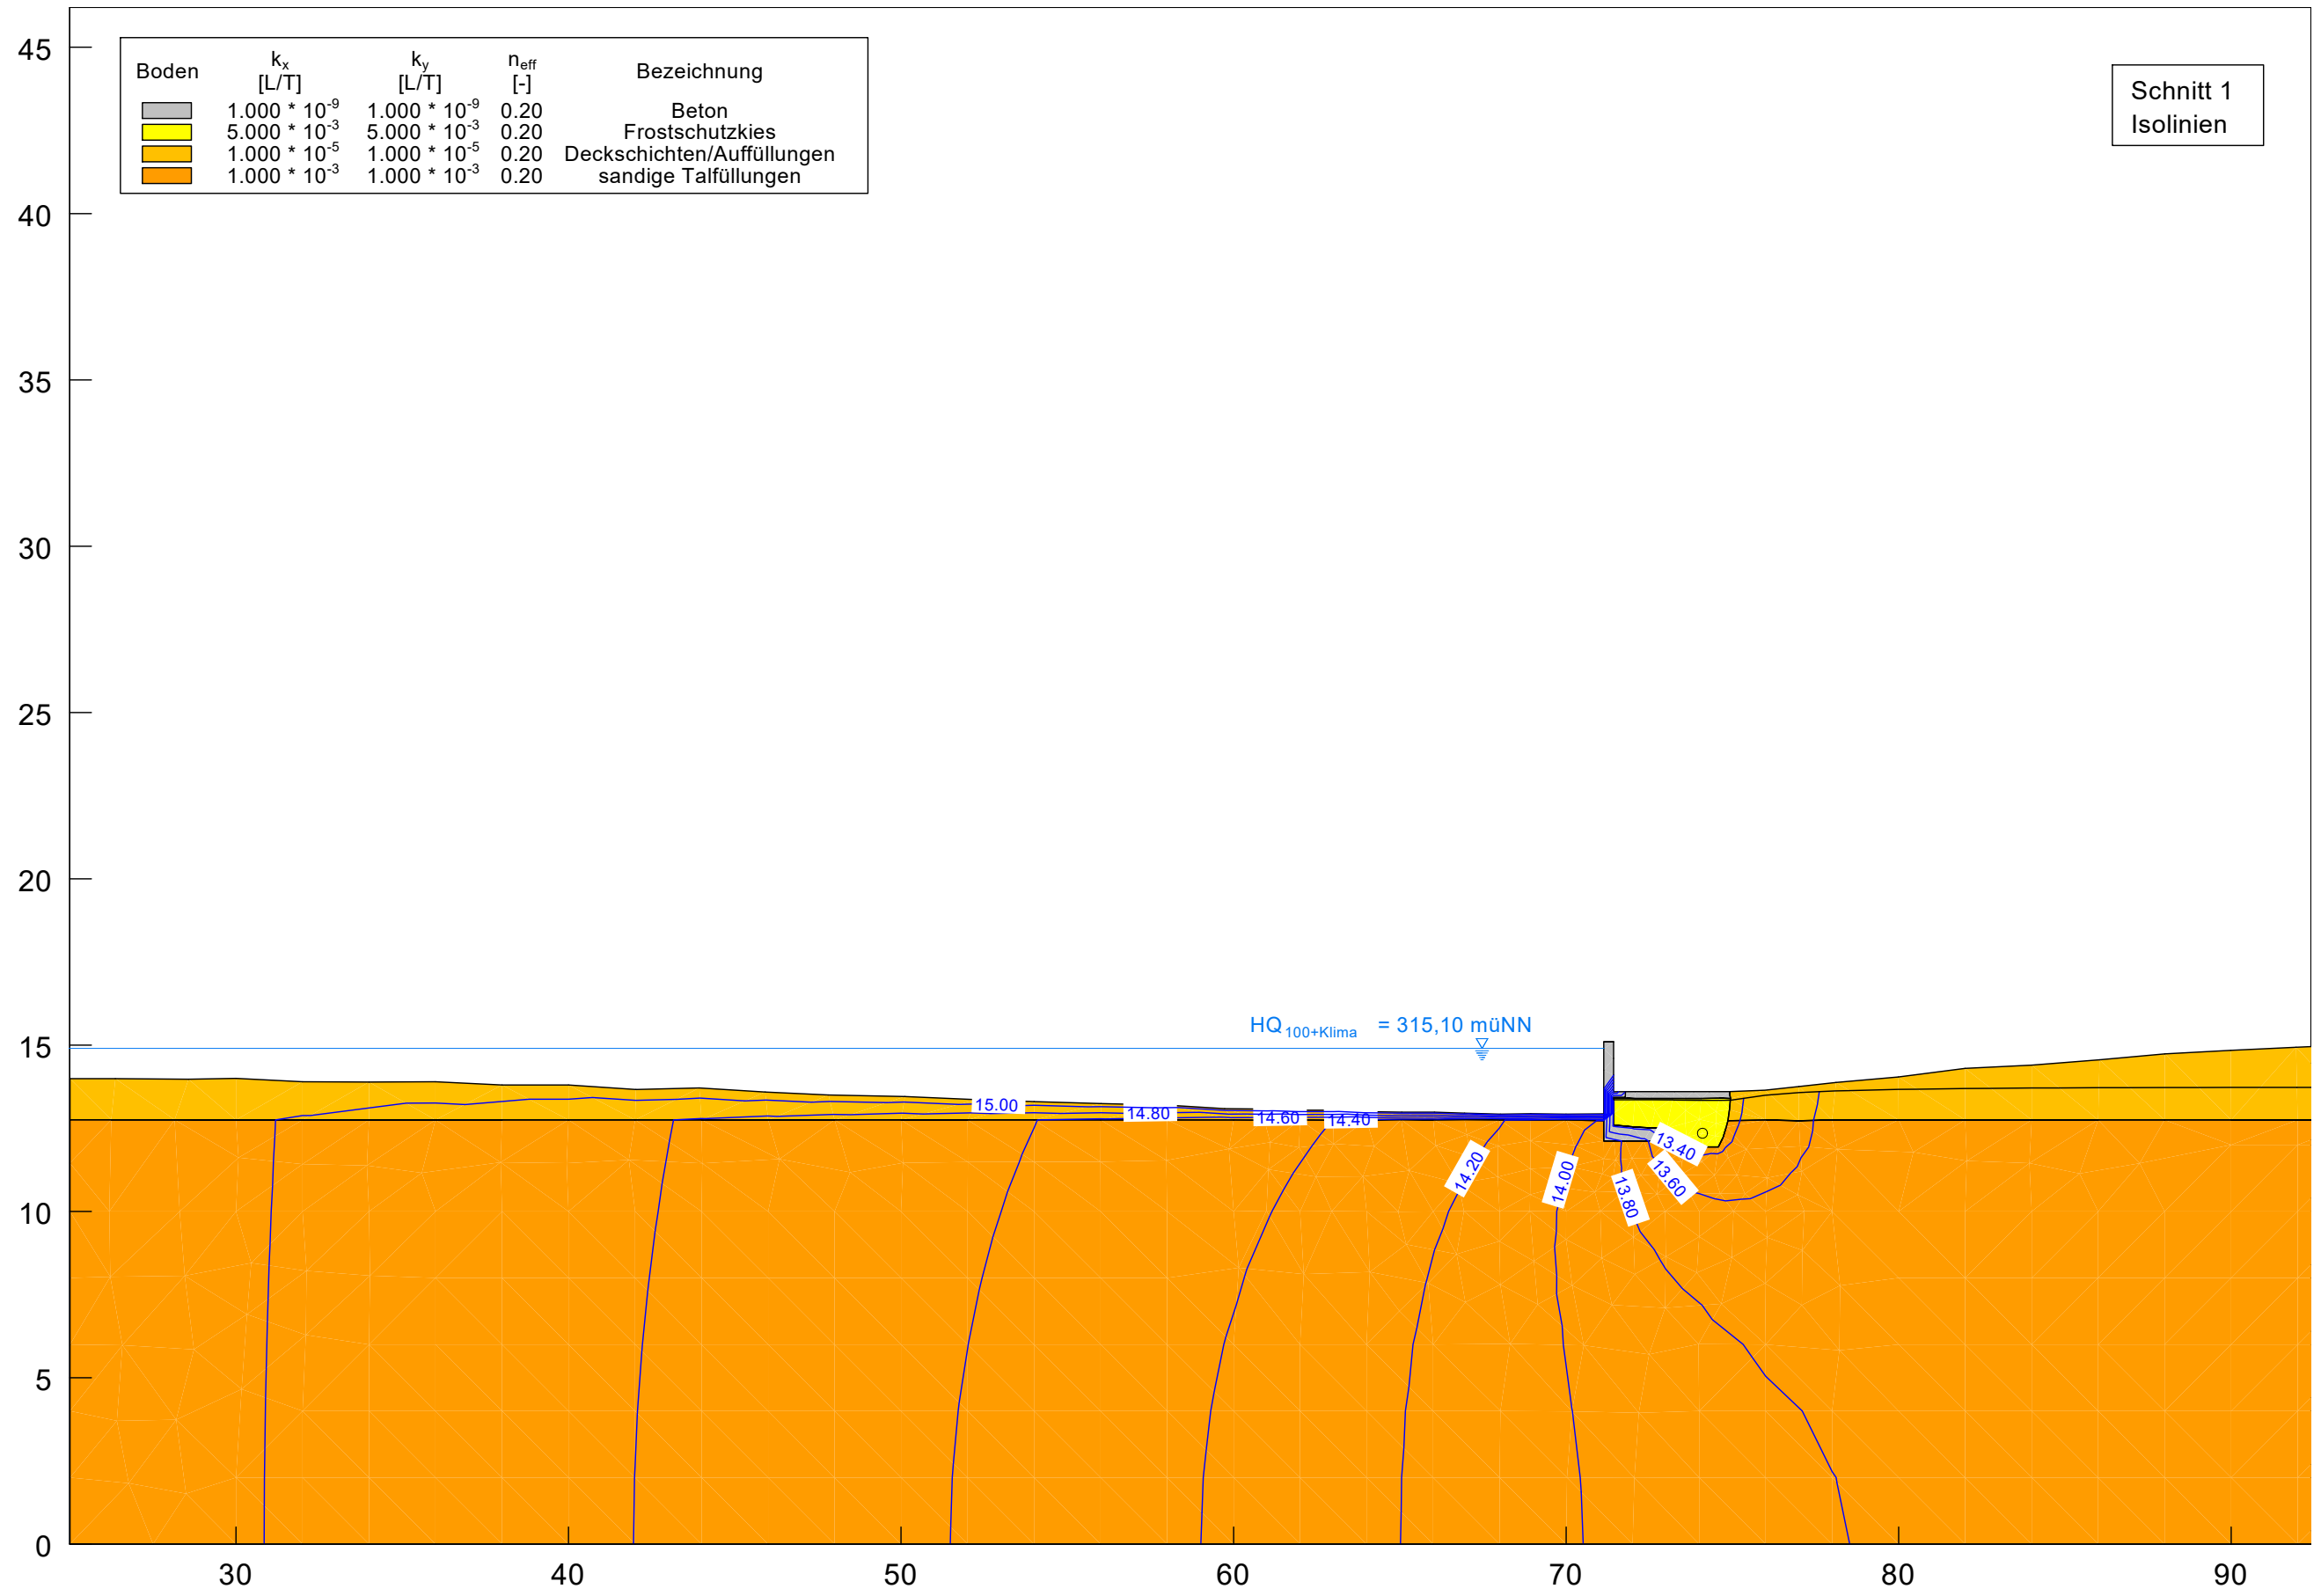 45
40
35
30
25
20
15
10
5
0
Boden kx [L/T] ky [L/T] neff [-] Bezeichnung
1.000 * 10-9 1.000 * 10-9 0.20 Beton
5.000 * 10-3 5.000 * 10-3 0.20 Frostschutzkies
1.000 * 10-5 1.000 * 10-5 0.20 Deckschichten/Auffüllungen
1.000 * 10-3 1.000 * 10-3 0.20 sandige Talfüllungen
Schnitt 1
Isolinien
HQ100+Klima = 315,10 müNN
15.00
14.80
14.60
14.40
14.20
14.00
13.80
13.60
13.40
30 40 50 60 70 80 90